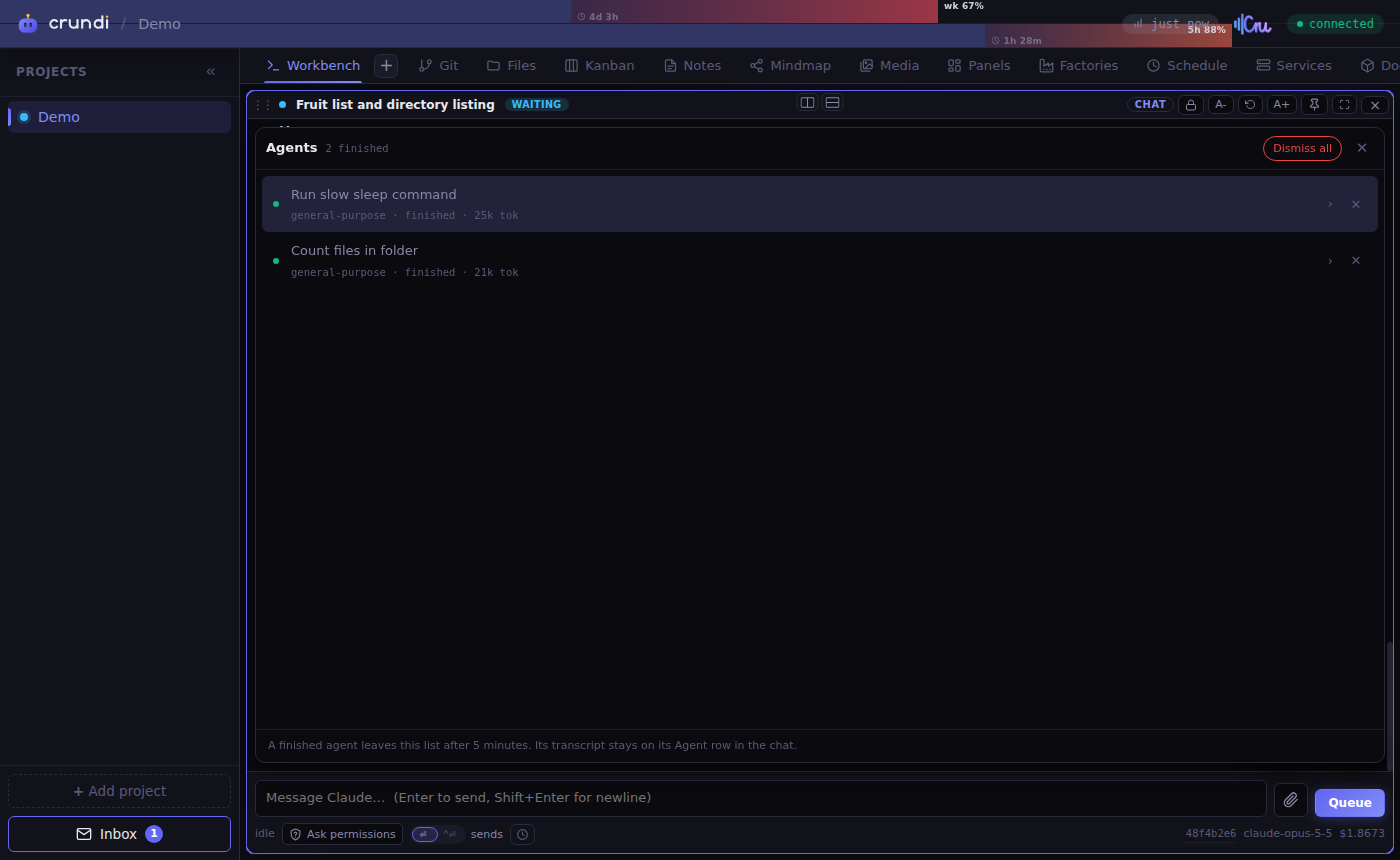 crundi / Demo
4d 3h
wk 67%
just now
5h 88%
1h 28m
Cru
connected
PROJECTS
«
Demo
+ Add project
Inbox 1
Workbench
+
Git
Files
Kanban
Notes
Mindmap
Media
Panels
Factories
Schedule
Services
Do
Fruit list and directory listing WAITING
CHAT
A-
A+
Agents 2 finished
Dismiss all
Run slow sleep command
general-purpose · finished · 25k tok
Count files in folder
general-purpose · finished · 21k tok
A finished agent leaves this list after 5 minutes. Its transcript stays on its Agent row in the chat.
Message Claude… (Enter to send, Shift+Enter for newline)
Queue
idle Ask permissions
sends
48f4b2e6 claude-opus-5-5 $1.8673